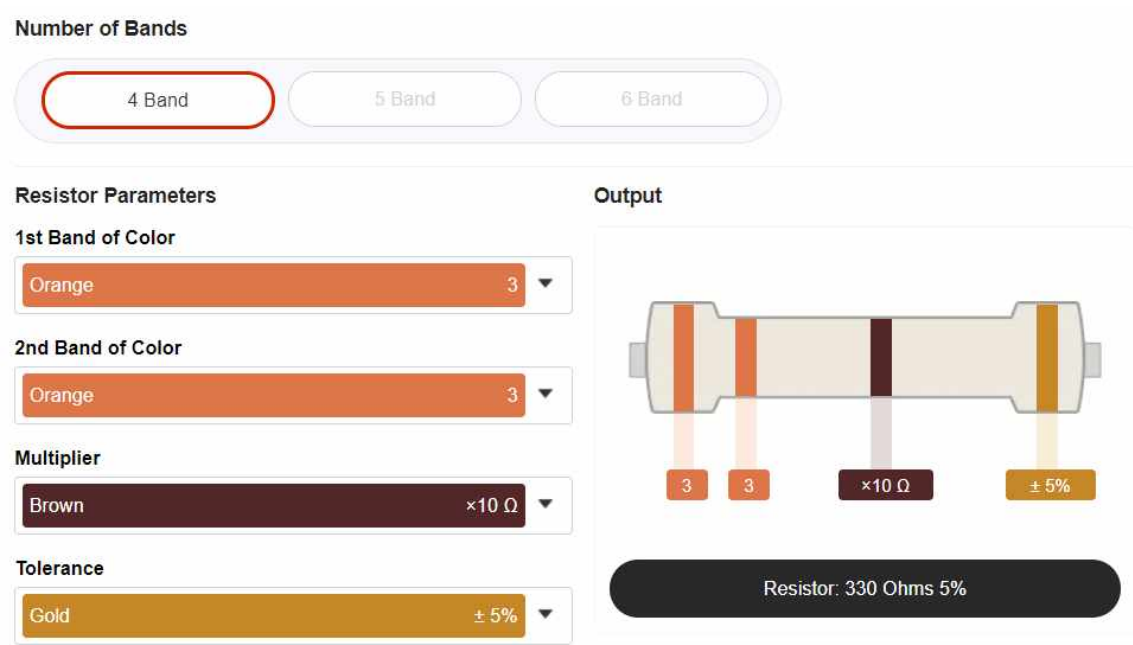 Number of Bands
4 Band
5 Band
6 Band
Resistor Parameters
1st Band of Color
Orange 3
2nd Band of Color
Orange 3
Multiplier
Brown ×10 Ω
Tolerance
Gold ± 5%
Output
3 3 ×10 Ω ± 5%
Resistor: 330 Ohms 5%